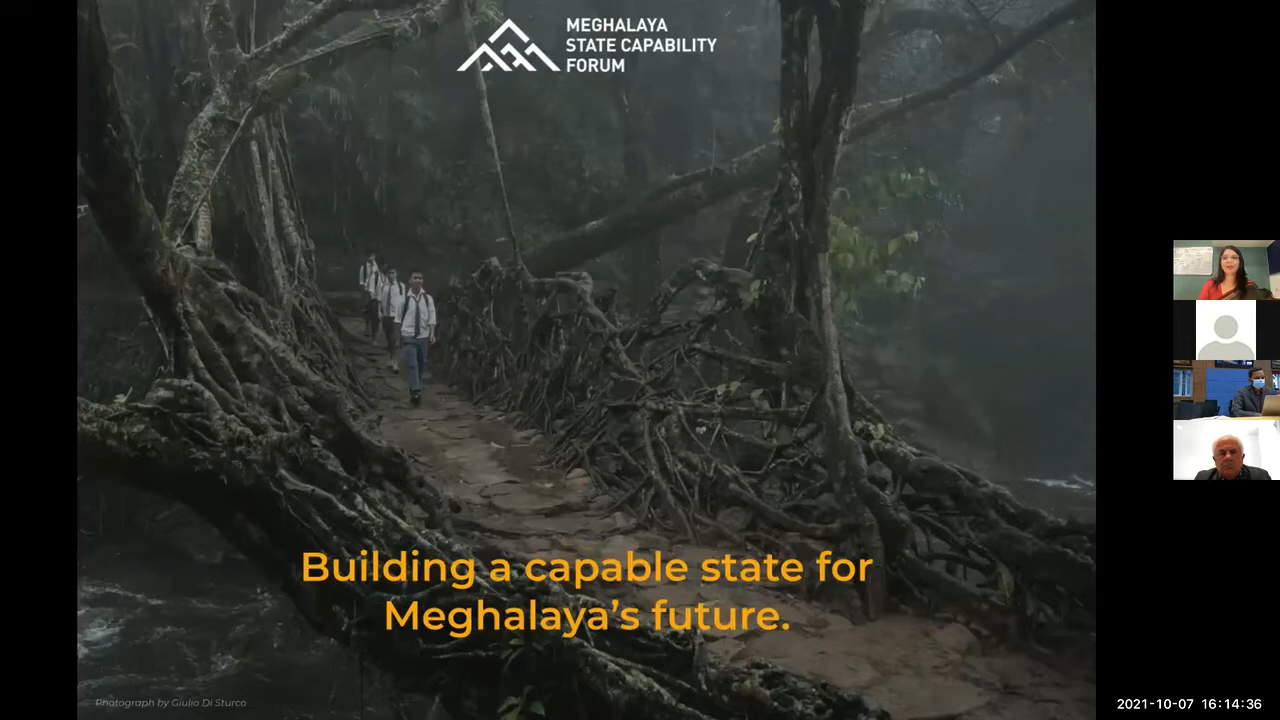 MEGHALAYA
STATE CAPABILITY
FORUM
Building a capable state for
Meghalaya’s future.
Photograph by Giulio Di Sturco
2021-10-07 16:14:36